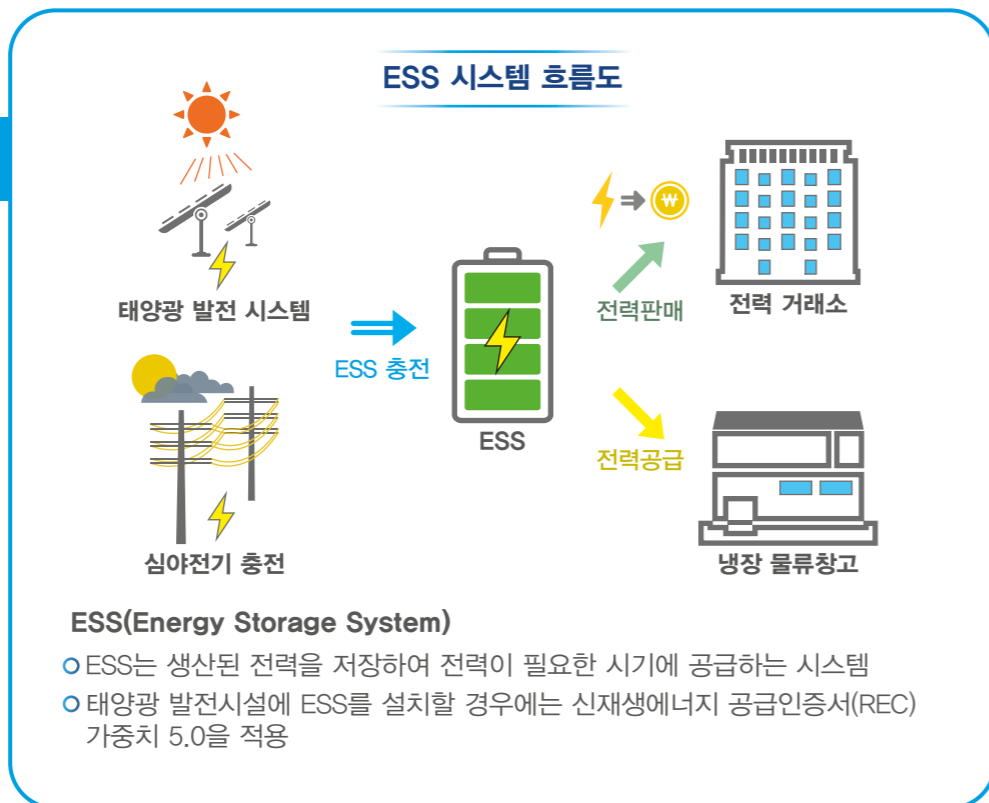 ESS 시스템 흐름도
태양광 발전 시스템
심야전기 충전
ESS 충전
ESS
₩
전력판매
전력 거래소
전력공급
냉장 물류창고
ESS(Energy Storage System)
ESS는 생산된 전력을 저장하여 전력이 필요한 시기에 공급하는 시스템
태양광 발전시설에 ESS를 설치할 경우에는 신재생에너지 공급인증서(REC)
가중치 5.0을 적용